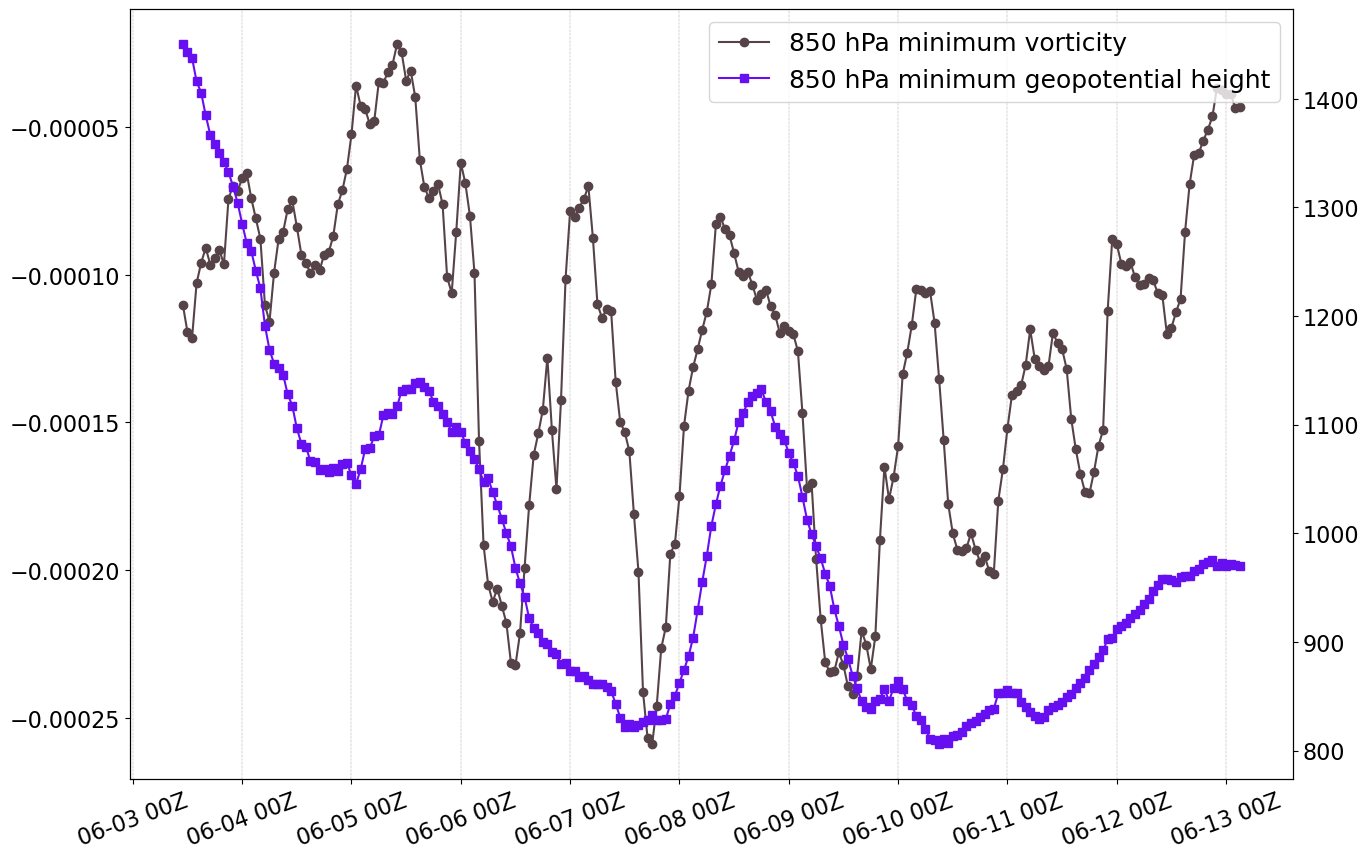 850 hPa minimum vorticity
850 hPa minimum geopotential height
−0.00005
−0.00010
−0.00015
−0.00020
−0.00025
1400
1300
1200
1100
1000
900
800
06-03 00Z
06-04 00Z
06-05 00Z
06-06 00Z
06-07 00Z
06-08 00Z
06-09 00Z
06-10 00Z
06-11 00Z
06-12 00Z
06-13 00Z